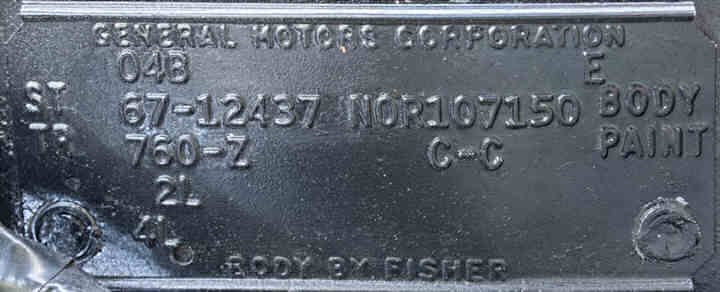 GENERAL MOTORS CORPORATION
04B E
ST 67-12437 NOR107150 BODY
TR 760-Z C-C PAINT
2L
4L
BODY BY FISHER